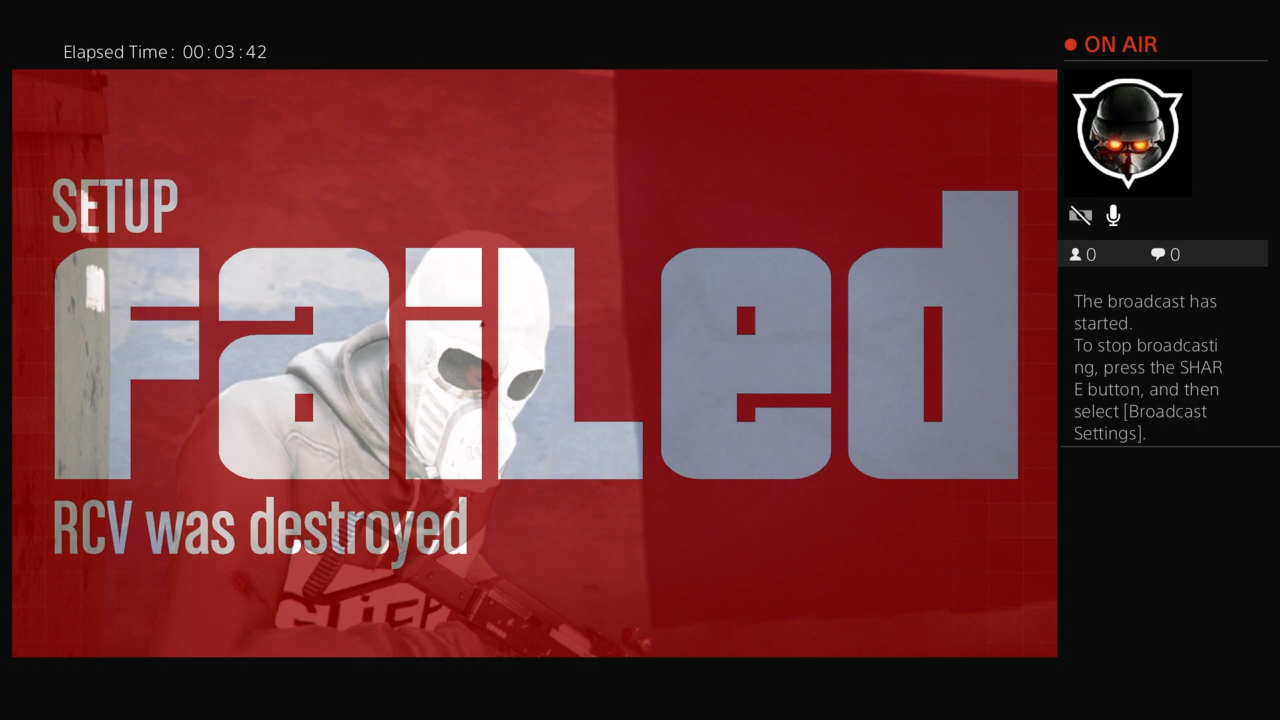 Elapsed Time: 00:03:42
ON AIR
SETUP
FaiLed
RCV was destroyed
0
0
The broadcast has
started.
To stop broadcasti
ng, press the SHAR
E button, and then
select [Broadcast
Settings].